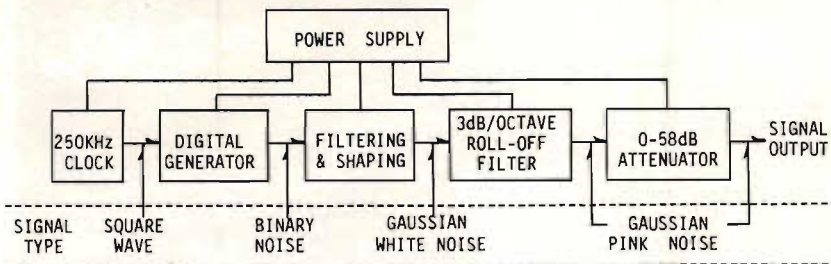 POWER SUPPLY
250KHz
CLOCK
DIGITAL
GENERATOR
FILTERING
& SHAPING
3dB/OCTAVE
ROLL-OFF
FILTER
0-58dB
ATTENUATOR
SIGNAL
OUTPUT
SIGNAL
TYPE
SQUARE
WAVE
BINARY
NOISE
GAUSSIAN
WHITE NOISE
GAUSSIAN
PINK NOISE